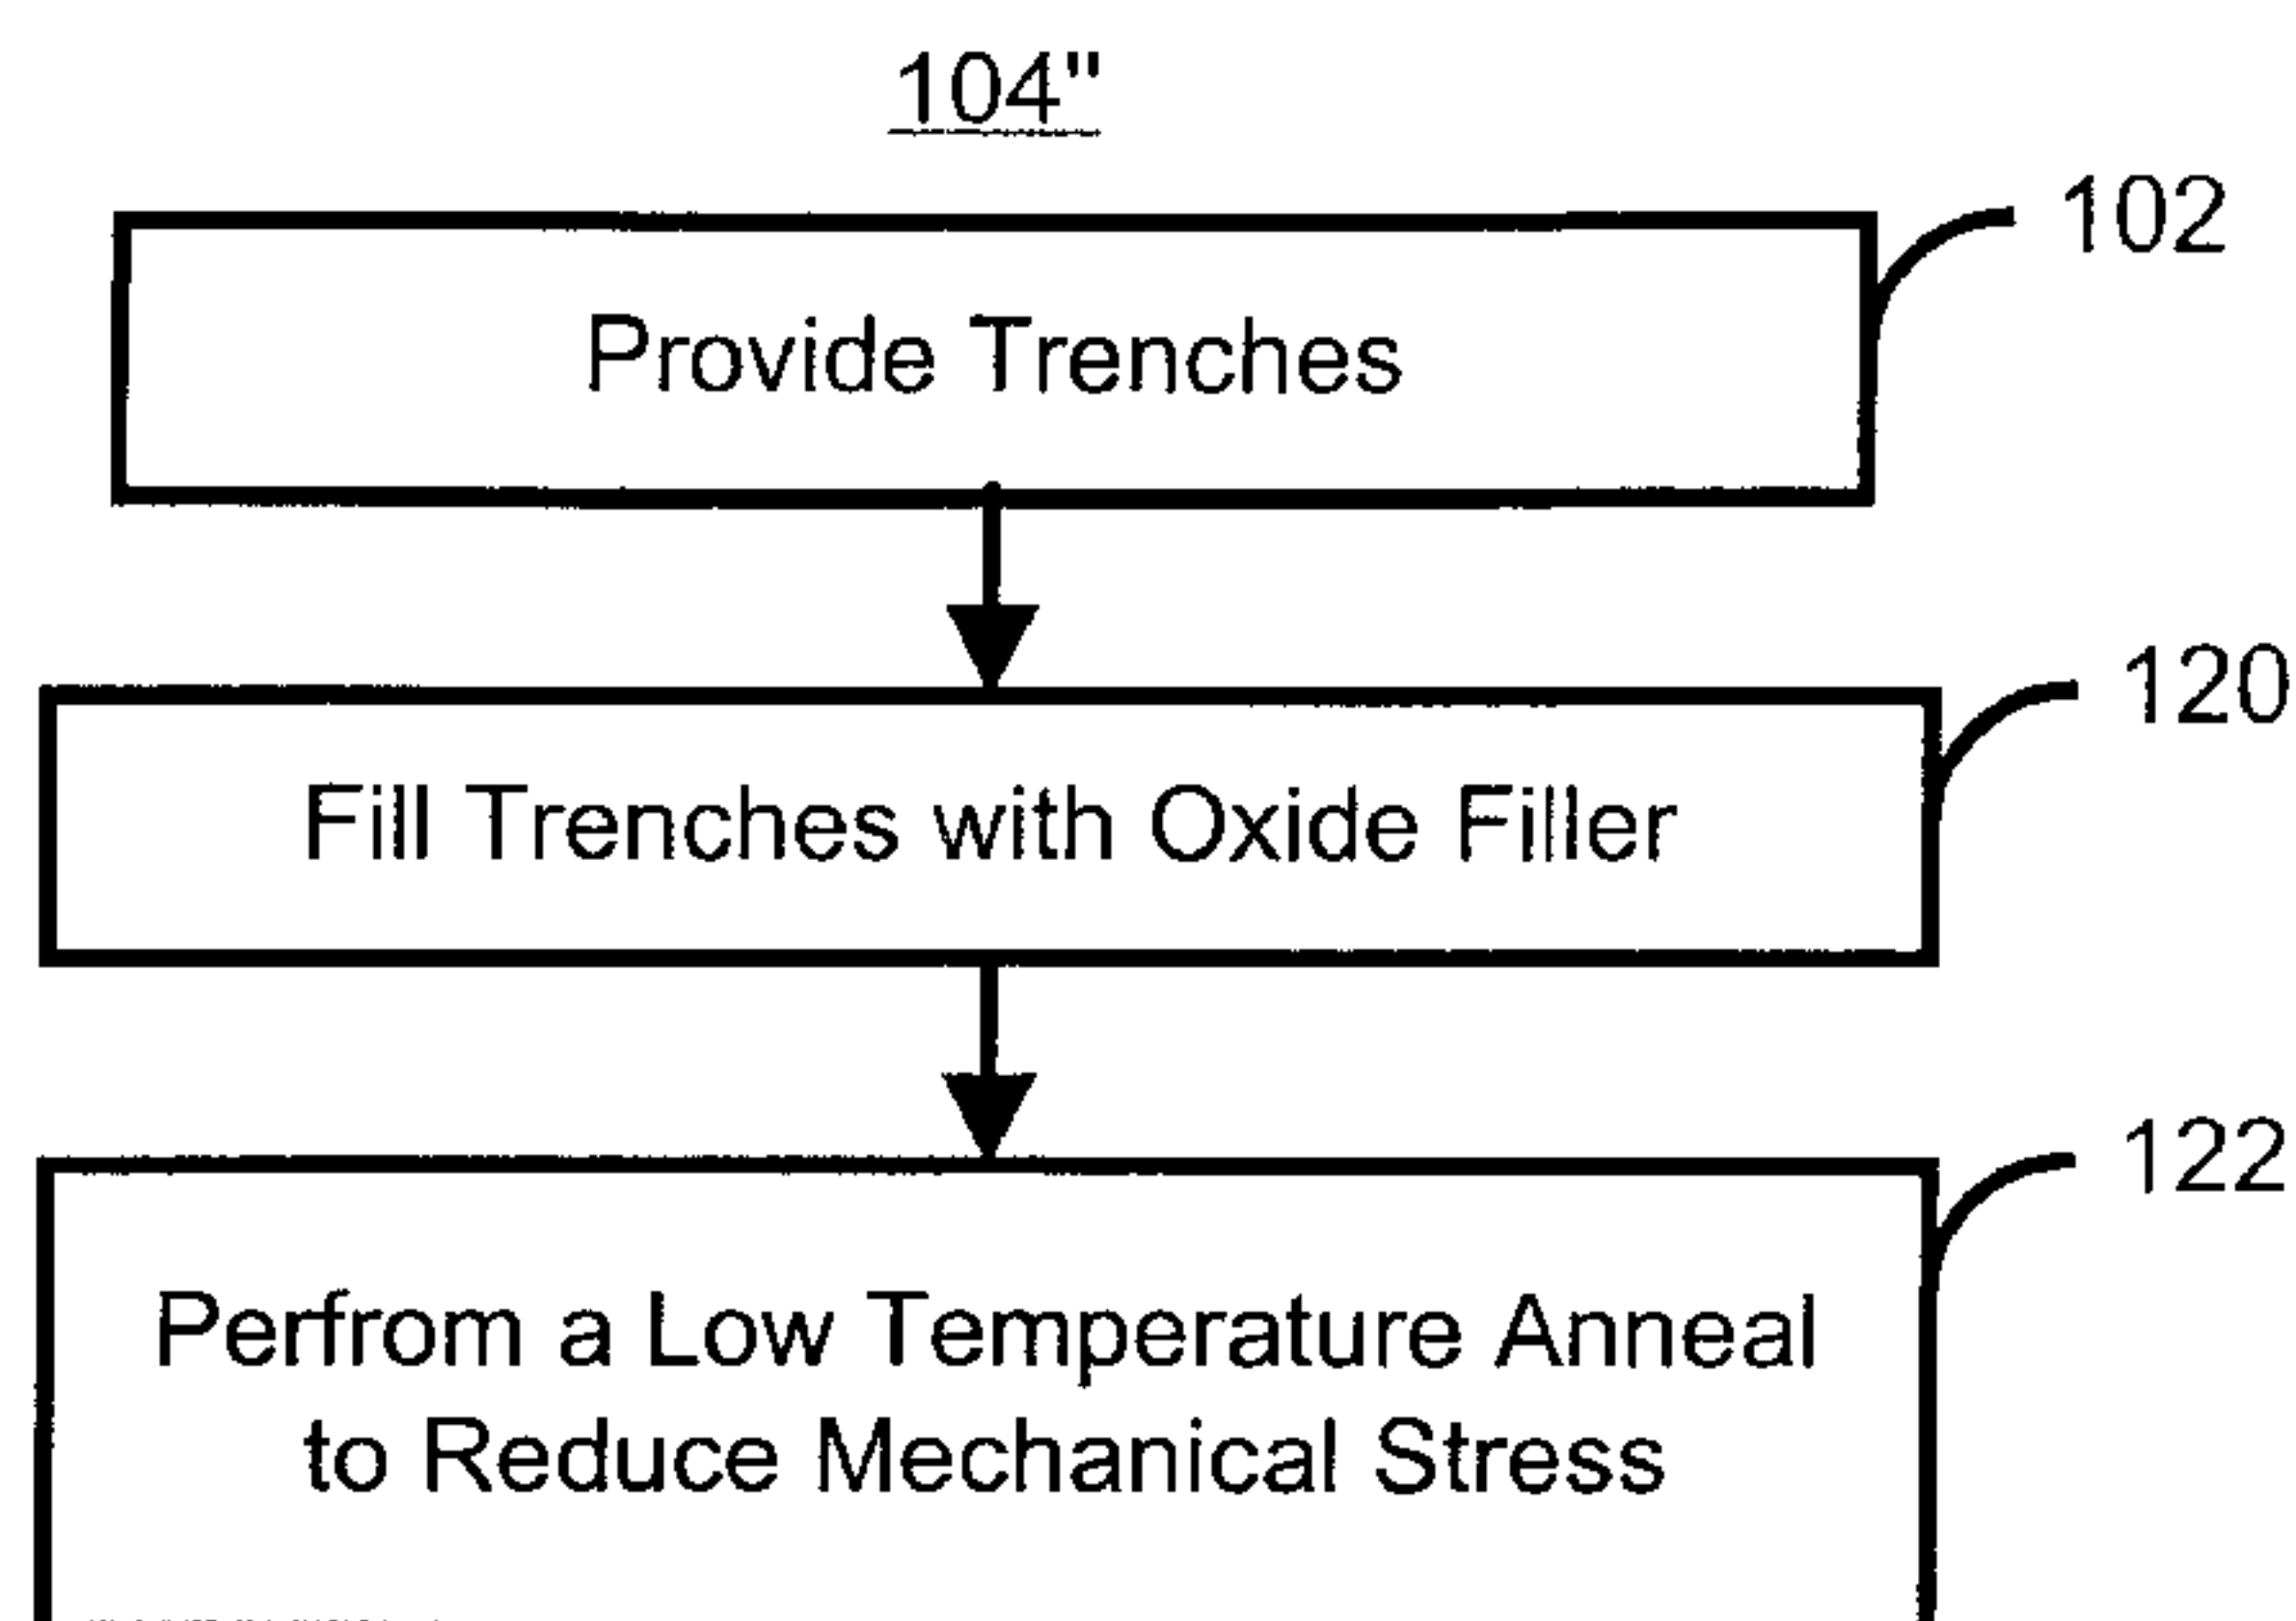 104"
102
Provide Trenches
120
Fill Trenches with Oxide Filler
122
Perfrom a Low Temperature Anneal
to Reduce Mechanical Stress